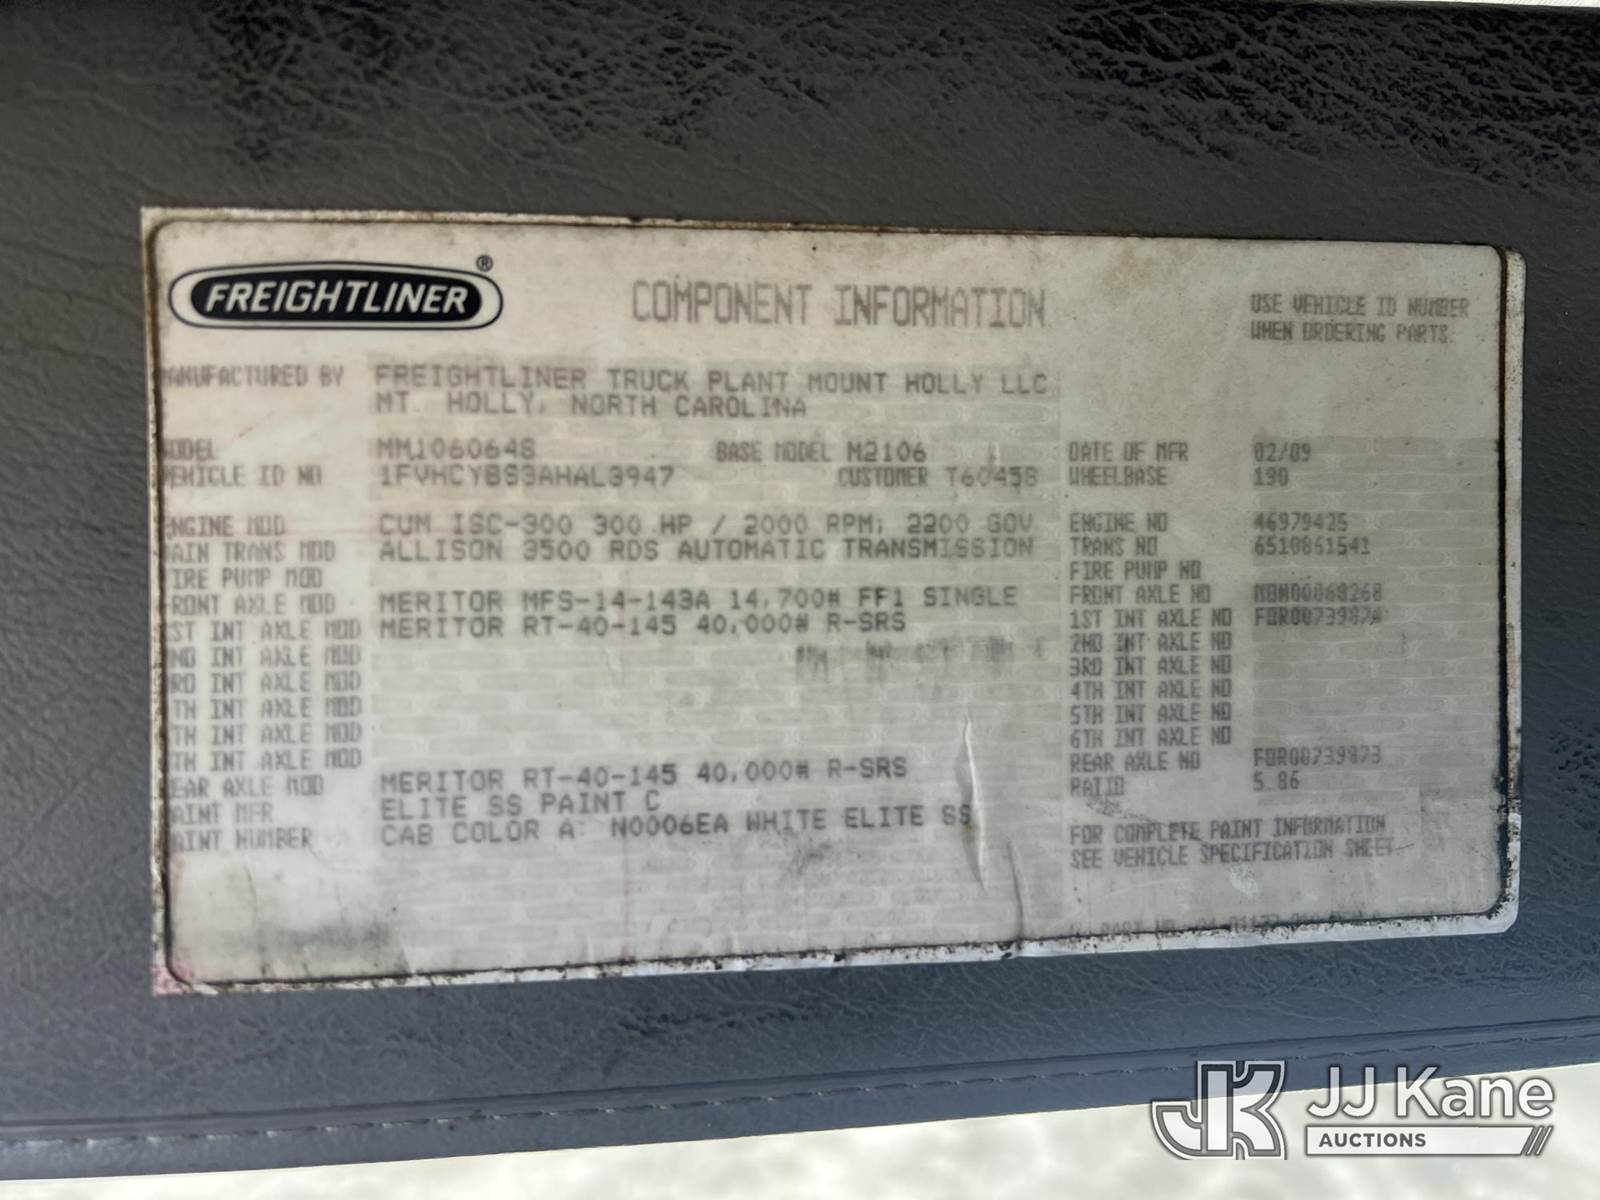 FREIGHTLINER ®
COMPONENT INFORMATION
USE VEHICLE ID NUMBER
WHEN ORDERING PARTS.
MANUFACTURED BY FREIGHTLINER TRUCK PLANT MOUNT HOLLY LLC
MT. HOLLY, NORTH CAROLINA
MODEL MM106064S BASE MODEL M2106 DATE OF MFR 02/09
VEHICLE ID NO 1FVHCYBS3AHAL3947 CUSTOMER T6045S WHEELBASE 190
ENGINE MOD CUM ISC-300 300 HP / 2000 RPM; 2200 GOV ENGINE NO 46979425
MAIN TRANS MOD ALLISON 3500 RDS AUTOMATIC TRANSMISSION TRANS NO 6510861541
FIRE PUMP MOD FIRE PUMP NO
FRONT AXLE MOD MERITOR MFS-14-143A 14,700# FF1 SINGLE FRONT AXLE NO
1ST INT AXLE MOD MERITOR RT-40-145 40,000# R-SRS 1ST INT AXLE NO
2ND INT AXLE MOD 2ND INT AXLE NO
3RD INT AXLE MOD 3RD INT AXLE NO
4TH INT AXLE MOD 4TH INT AXLE NO
5TH INT AXLE MOD 5TH INT AXLE NO
6TH INT AXLE MOD 6TH INT AXLE NO
REAR AXLE MOD MERITOR RT-40-145 40,000# R-SRS REAR AXLE NO
PAINT MFR ELITE SS PAINT C RATIO 5.86
PAINT NUMBER CAB COLOR A: N0006EA WHITE ELITE SS
FOR COMPLETE PAINT INFORMATION
SEE VEHICLE SPECIFICATION SHEET.
PART NO.
JJ Kane
AUCTIONS